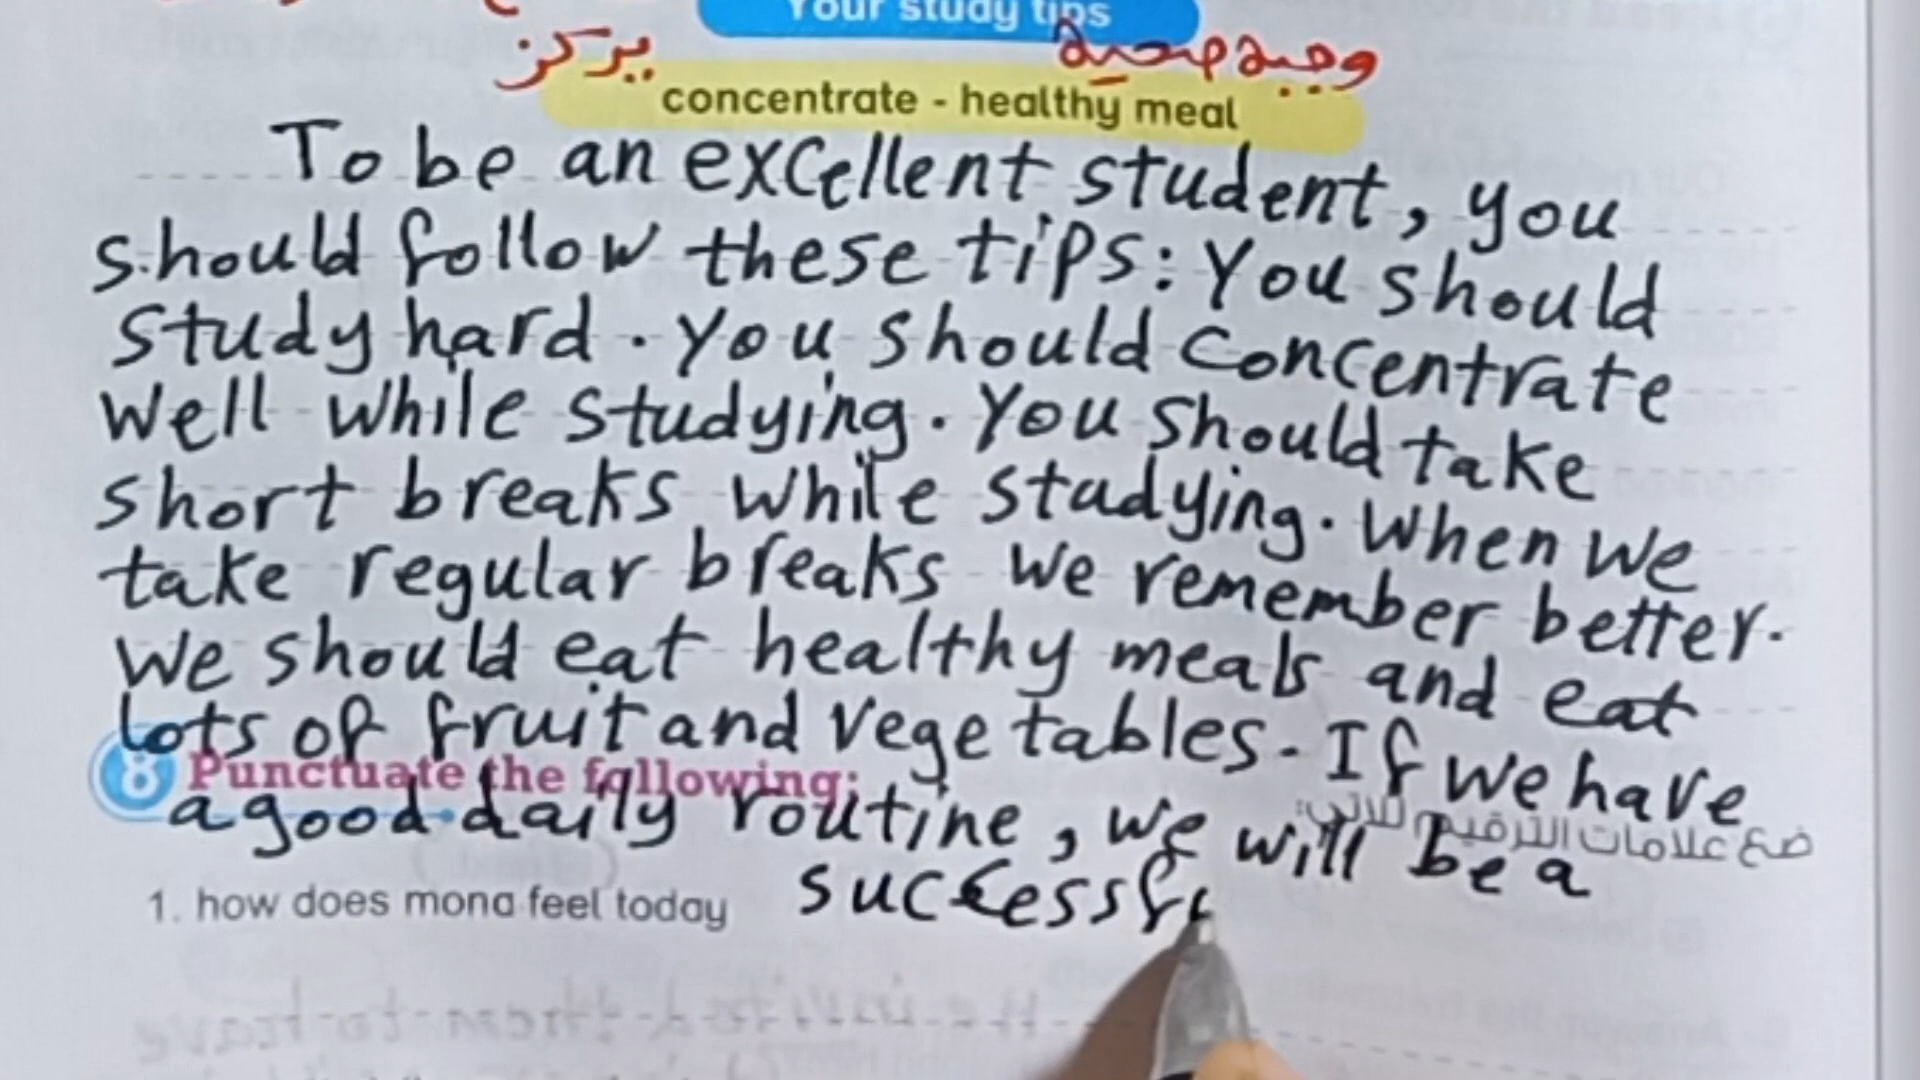 Your study tips
يركز وجبه صحية
concentrate - healthy meal
To be an excellent student, you
should follow these tips: You should
study hard. You should concentrate
well while studying. You should take
short breaks while studying. When we
take regular breaks we remember better.
We should eat healthy meals and eat
lots of fruit and vegetables. If we have
8 Punctuate the following:
ضع علامات الترقيم للآتي:
a good daily routine, we will be a
successfu
1. how does mona feel today